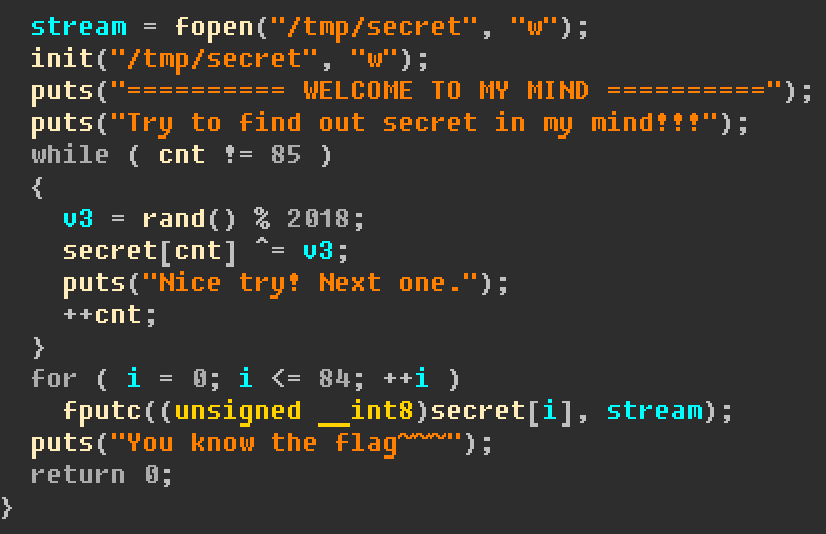 stream = fopen("/tmp/secret", "w");
init("/tmp/secret", "w");
puts("========== WELCOME TO MY MIND ==========");
puts("Try to find out secret in my mind!!!");
while ( cnt != 85 )
{
v3 = rand() % 2018;
secret[cnt] ^= v3;
puts("Nice try! Next one.");
++cnt;
}
for ( i = 0; i <= 84; ++i )
fputc((unsigned __int8)secret[i], stream);
puts("You know the flag~~~");
return 0;
}